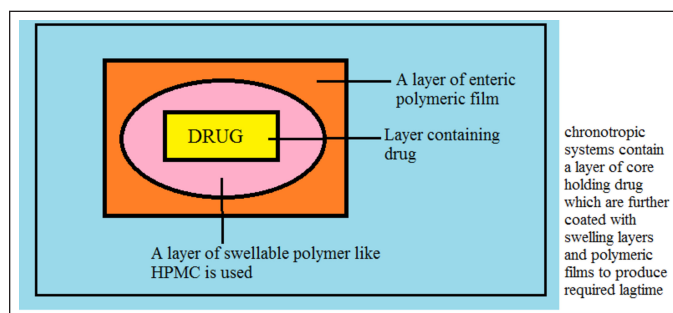 A layer of enteric
polymeric film
DRUG
Layer containing
drug
A layer of swellable polymer like
HPMC is used
chronotropic
systems contain
a layer of core
holding drug
which are further
coated with
swelling layers
and polymeric
films to produce
required lagtime